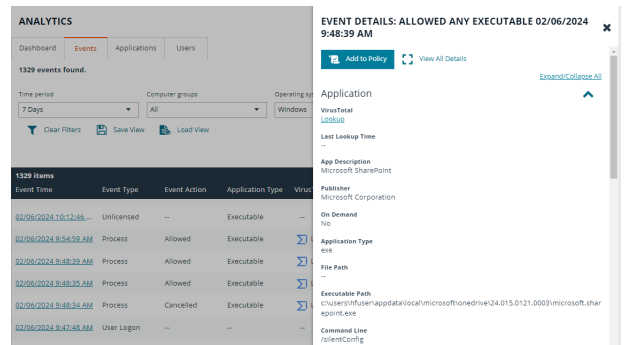 ANALYTICS
Dashboard Events Applications Users
1329 events found.
Time period Computer groups Operating sys
7 Days All Windows
Clear Filters Save View Load View
1329 items
Event Time Event Type Event Action Application Type VirusT
02/06/2024 10:12:46 ... Unlicensed -- Executable --
02/06/2024 9:54:59 AM Process Allowed Executable
02/06/2024 9:48:39 AM Process Allowed Executable
02/06/2024 9:48:35 AM Process Allowed Executable
02/06/2024 9:48:34 AM Process Cancelled Executable
02/06/2024 9:47:48 AM User Logon -- -- --
EVENT DETAILS: ALLOWED ANY EXECUTABLE 02/06/2024
9:48:39 AM
Add to Policy View All Details
Expand/Collapse All
Application
VirusTotal
Lookup
Last Lookup Time
--
App Description
Microsoft SharePoint
Publisher
Microsoft Corporation
On Demand
No
Application Type
exe
File Path
--
Executable Path
c:\users\hfuser\appdata\local\microsoft\onedrive\24.015.0121.0003\microsoft.shar
epoint.exe
Command Line
/silentConfig